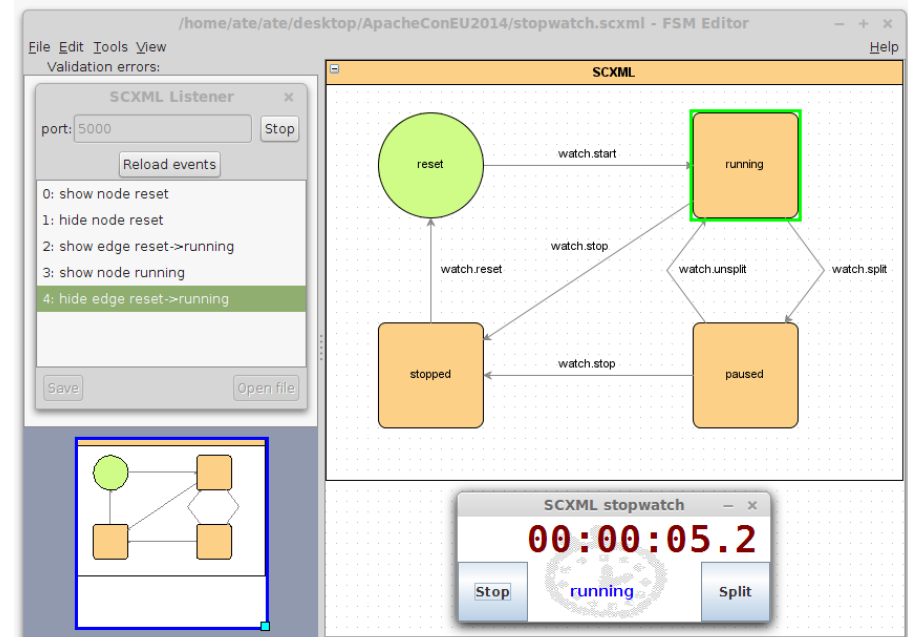 /home/ate/ate/desktop/ApacheConEU2014/stopwatch.scxml - FSM Editor
File Edit Tools View Help
Validation errors:
SCXML Listener
port: 5000 Stop
Reload events
0: show node reset
1: hide node reset
2: show edge reset->running
3: show node running
4: hide edge reset->running
Save Open file
SCXML
reset
watch.start
running
watch.stop
watch.reset
watch.unsplit
watch.split
stopped
watch.stop
paused
SCXML stopwatch
00:00:05.2
Stop
running
Split